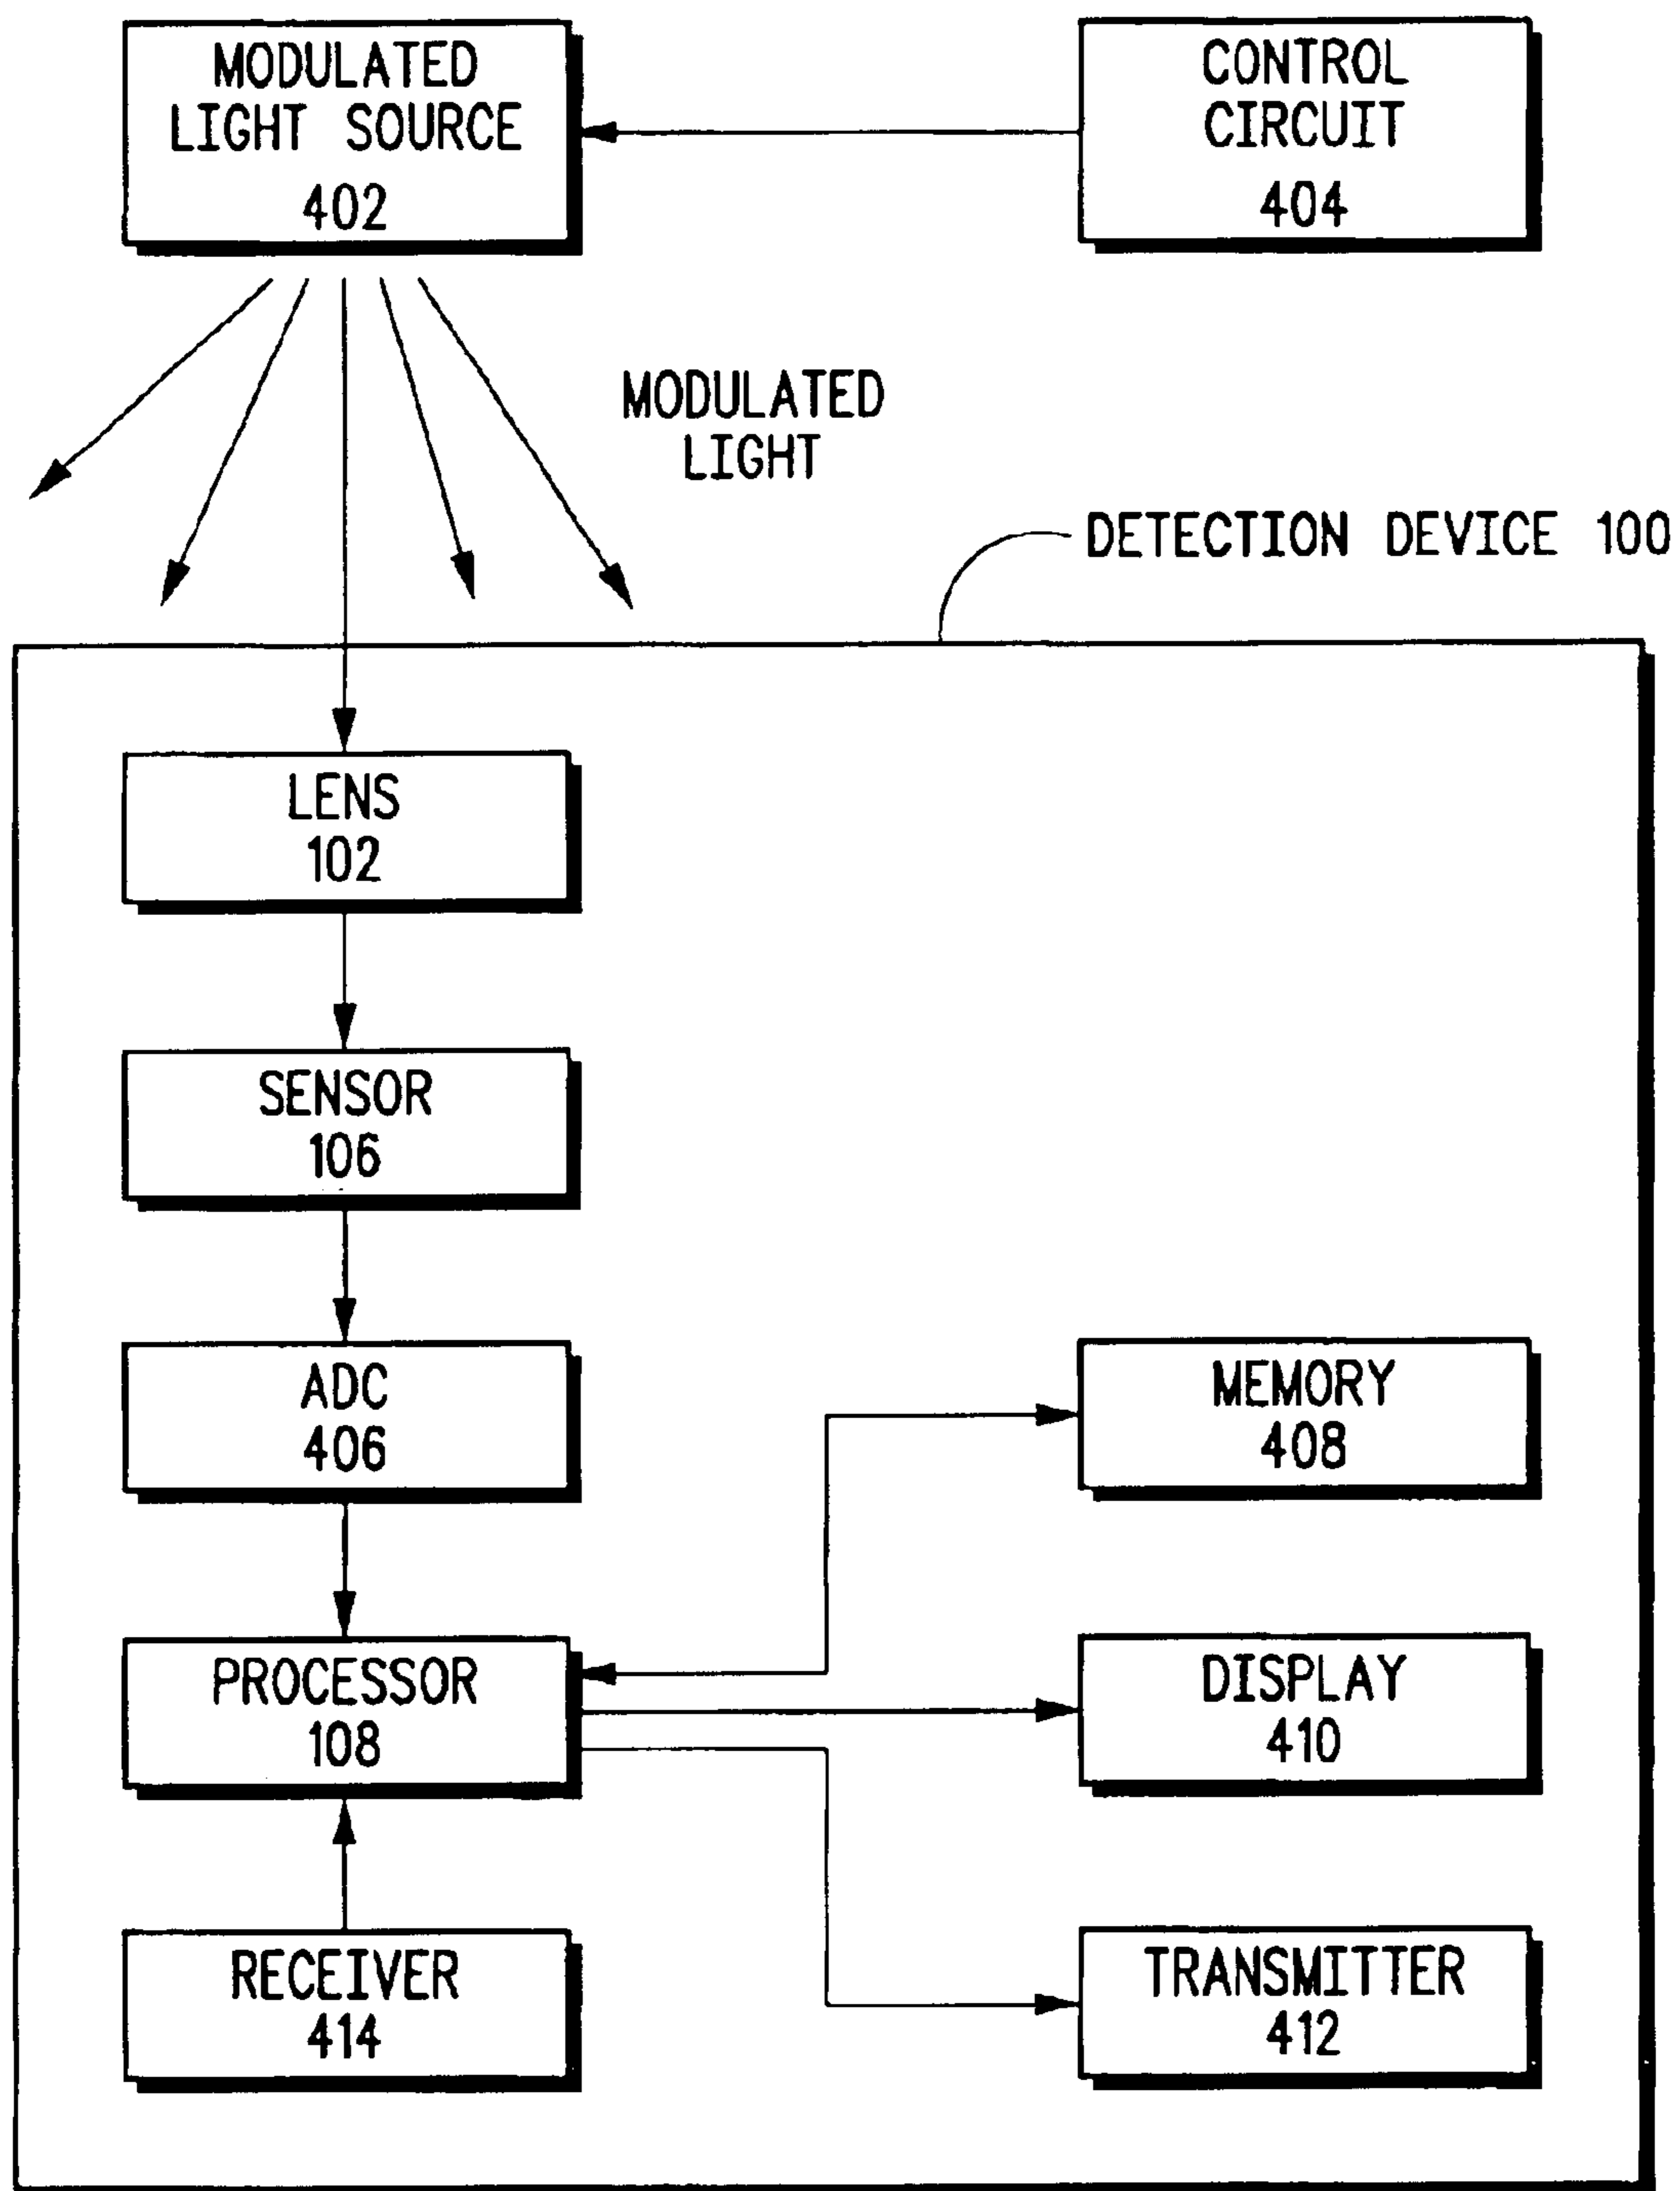 MODULATED
LIGHT SOURCE
402
CONTROL
CIRCUIT
404
MODULATED
LIGHT
DETECTION DEVICE 100
LENS
102
SENSOR
106
ADC
406
MEMORY
408
PROCESSOR
108
DISPLAY
410
RECEIVER
414
TRANSMITTER
412